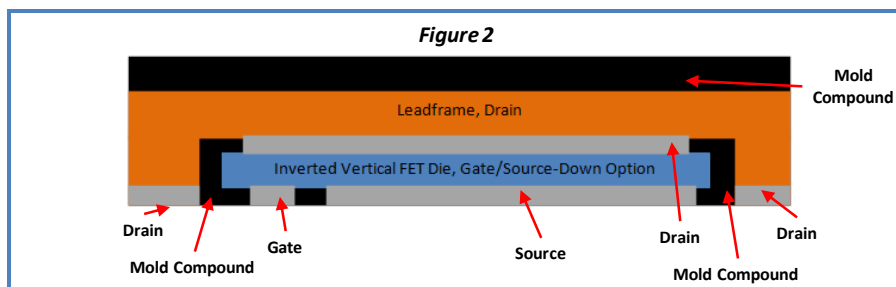 Figure 2
Mold
Compound
Leadframe, Drain
Inverted Vertical FET Die, Gate/Source-Down Option
Drain
Mold Compound
Gate
Source
Drain
Mold Compound
Drain